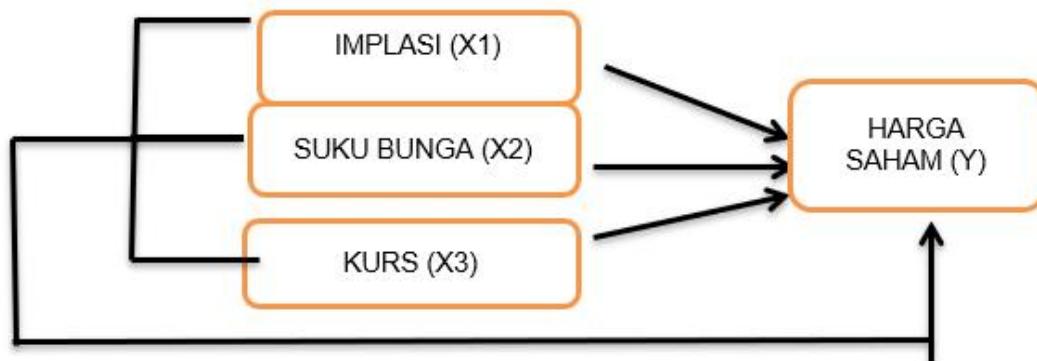 IMPLASI (X1)
SUKU BUNGA (X2)
KURS (X3)
HARGA
SAHAM (Y)